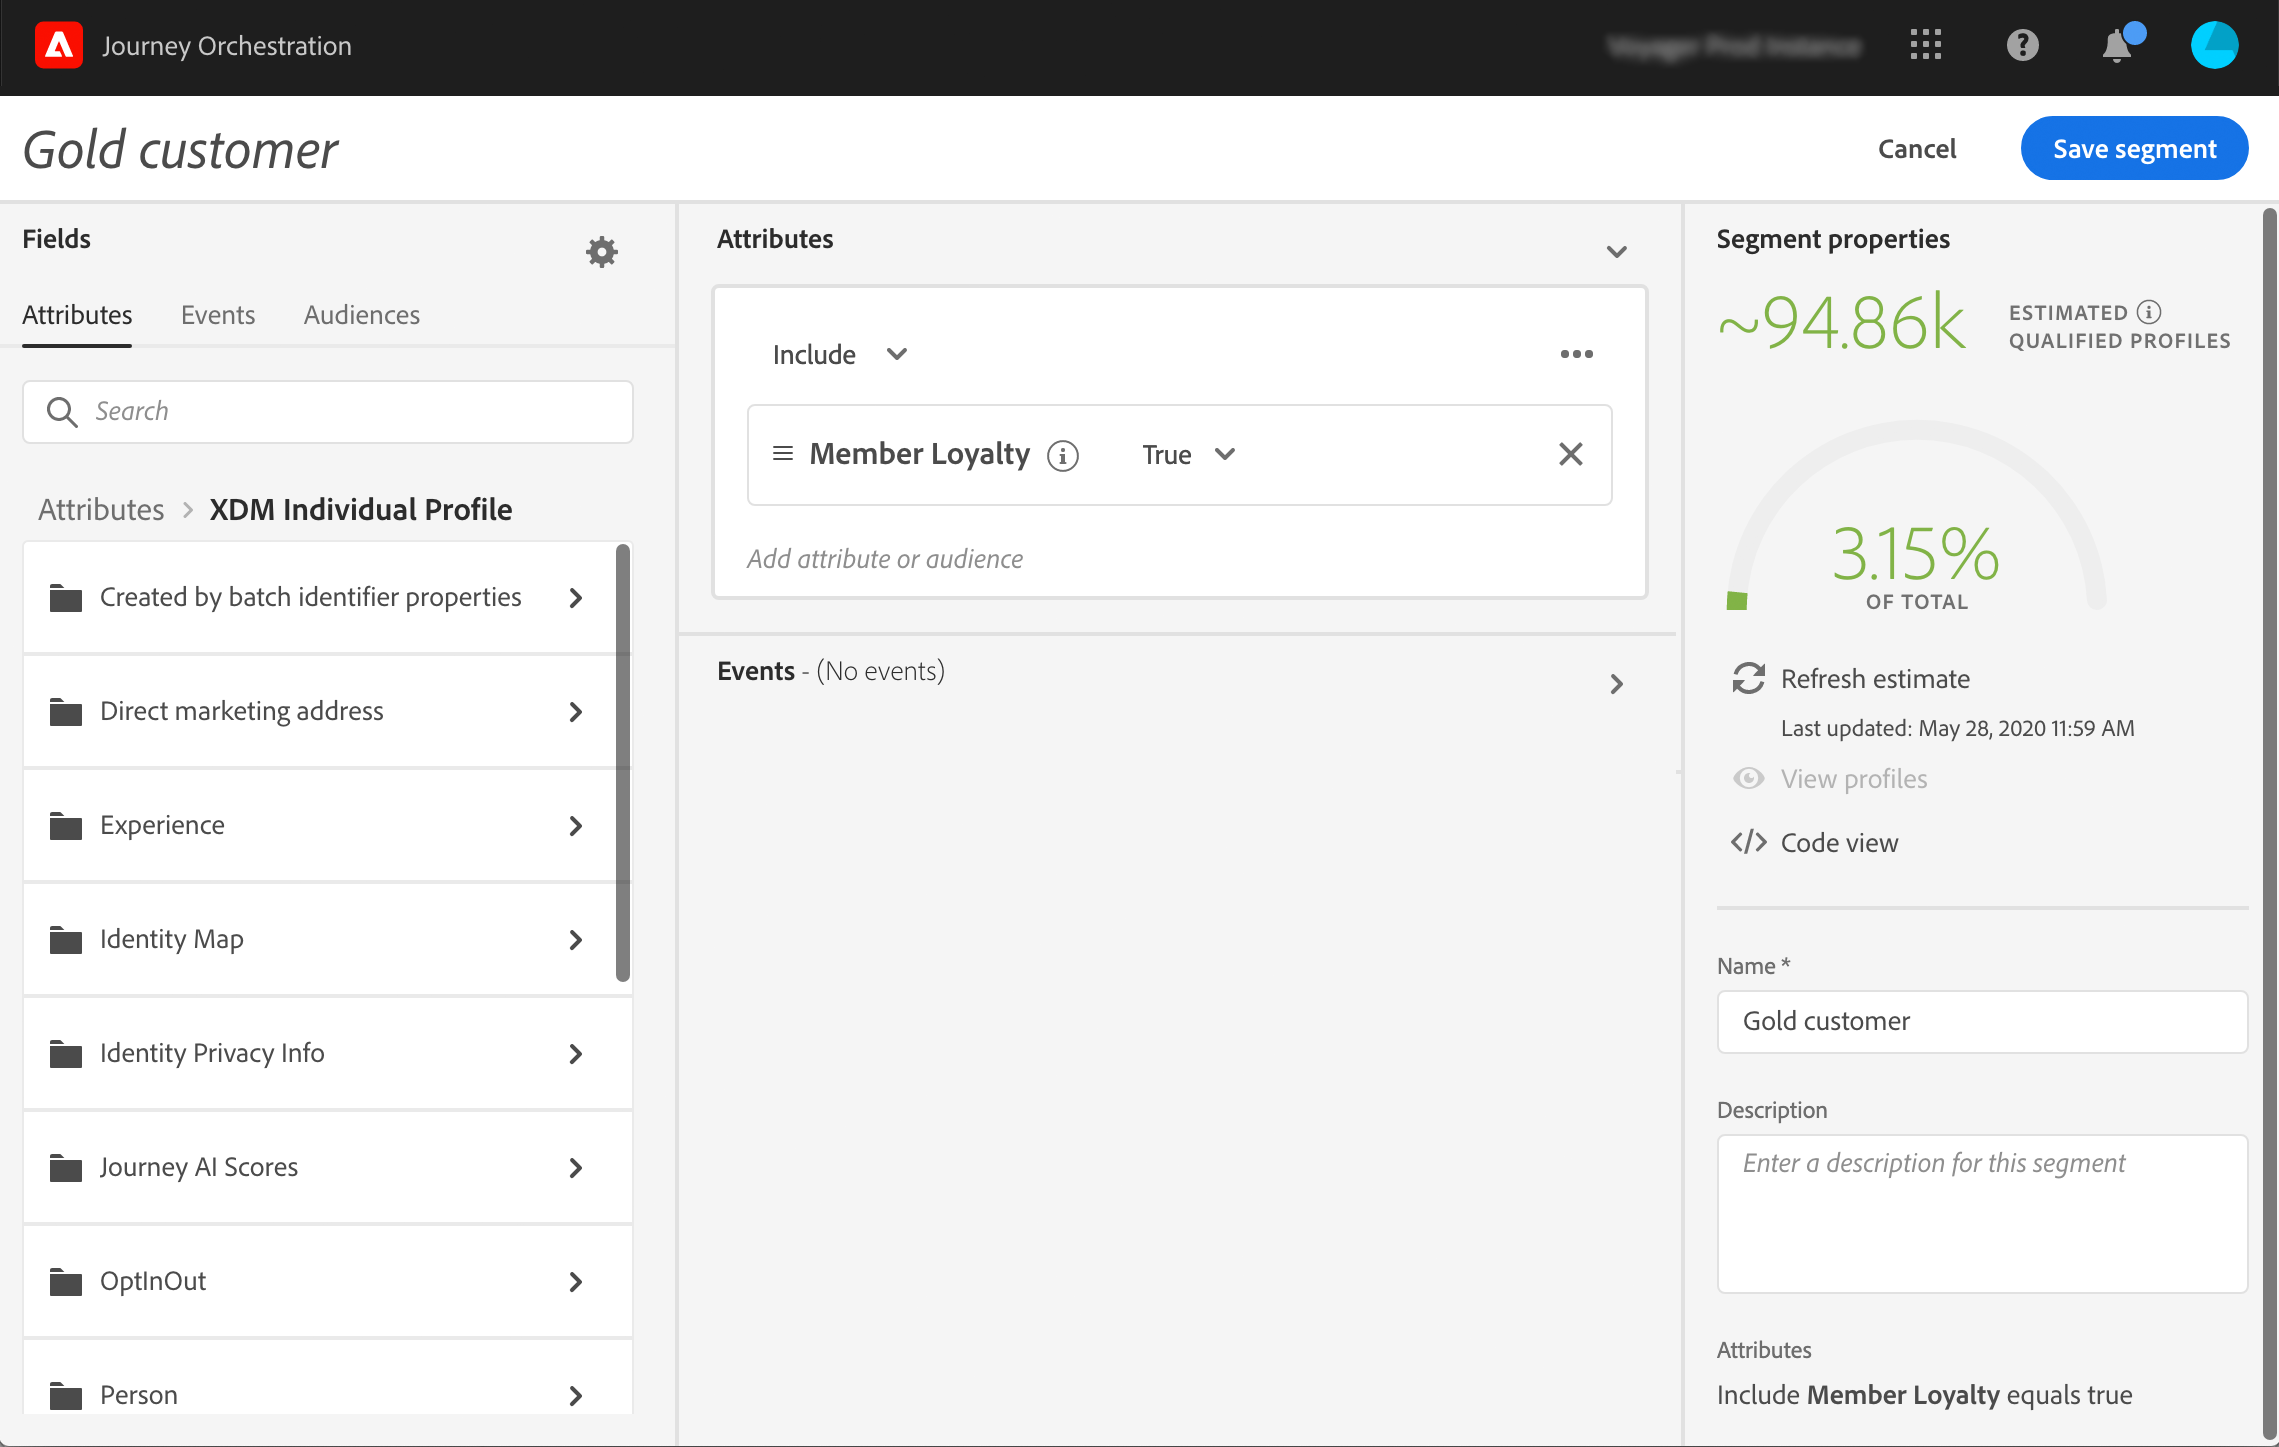 Journey Orchestration
Gold customer
Cancel
Save segment
Fields
Attributes
Events
Audiences
Search
Attributes > XDM Individual Profile
Created by batch identifier properties
Direct marketing address
Experience
Identity Map
Identity Privacy Info
Journey AI Scores
OptInOut
Person
Attributes
Include
Member Loyalty
True
Add attribute or audience
Events - (No events)
Segment properties
~94.86k
ESTIMATED
QUALIFIED PROFILES
3.15%
OF TOTAL
Refresh estimate
Last updated: May 28, 2020 11:59 AM
View profiles
Code view
Name *
Gold customer
Description
Enter a description for this segment
Attributes
Include Member Loyalty equals true